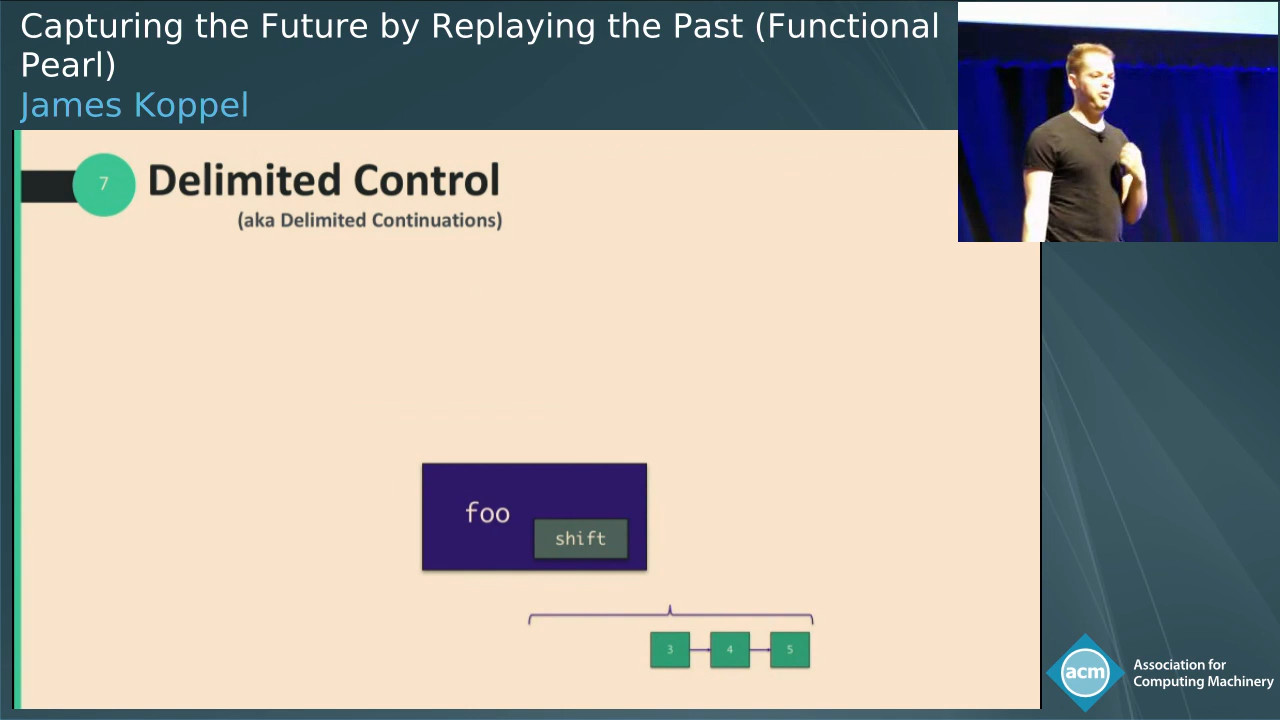 Capturing the Future by Replaying the Past (Functional
Pearl)
James Koppel
7
Delimited Control
(aka Delimited Continuations)
foo
shift
3 4 5
acm
Association for
Computing Machinery